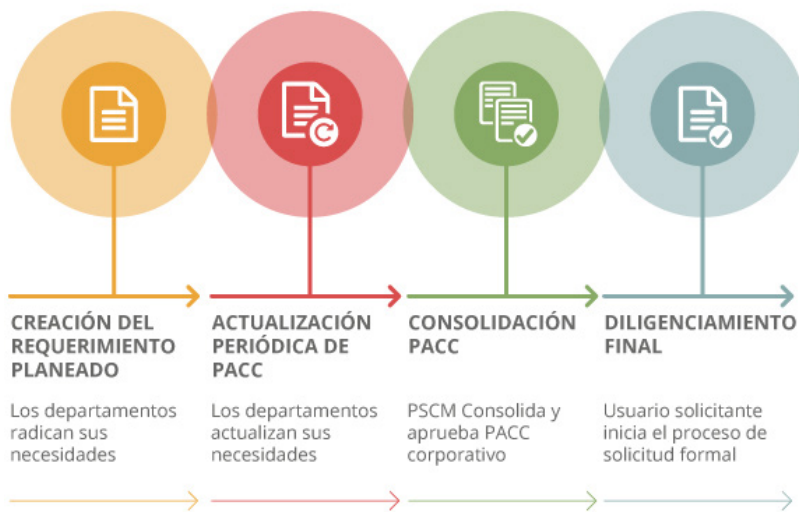 CREACIÓN DEL
REQUERIMIENTO
PLANEADO
Los departamentos
radican sus
necesidades
ACTUALIZACIÓN
PERIÓDICA DE
PACC
Los departamentos
actualizan sus
necesidades
CONSOLIDACIÓN
PACC
PSCM Consolida y
aprueba PACC
corporativo
DILIGENCIAMIENTO
FINAL
Usuario solicitante
inicia el proceso de
solicitud formal